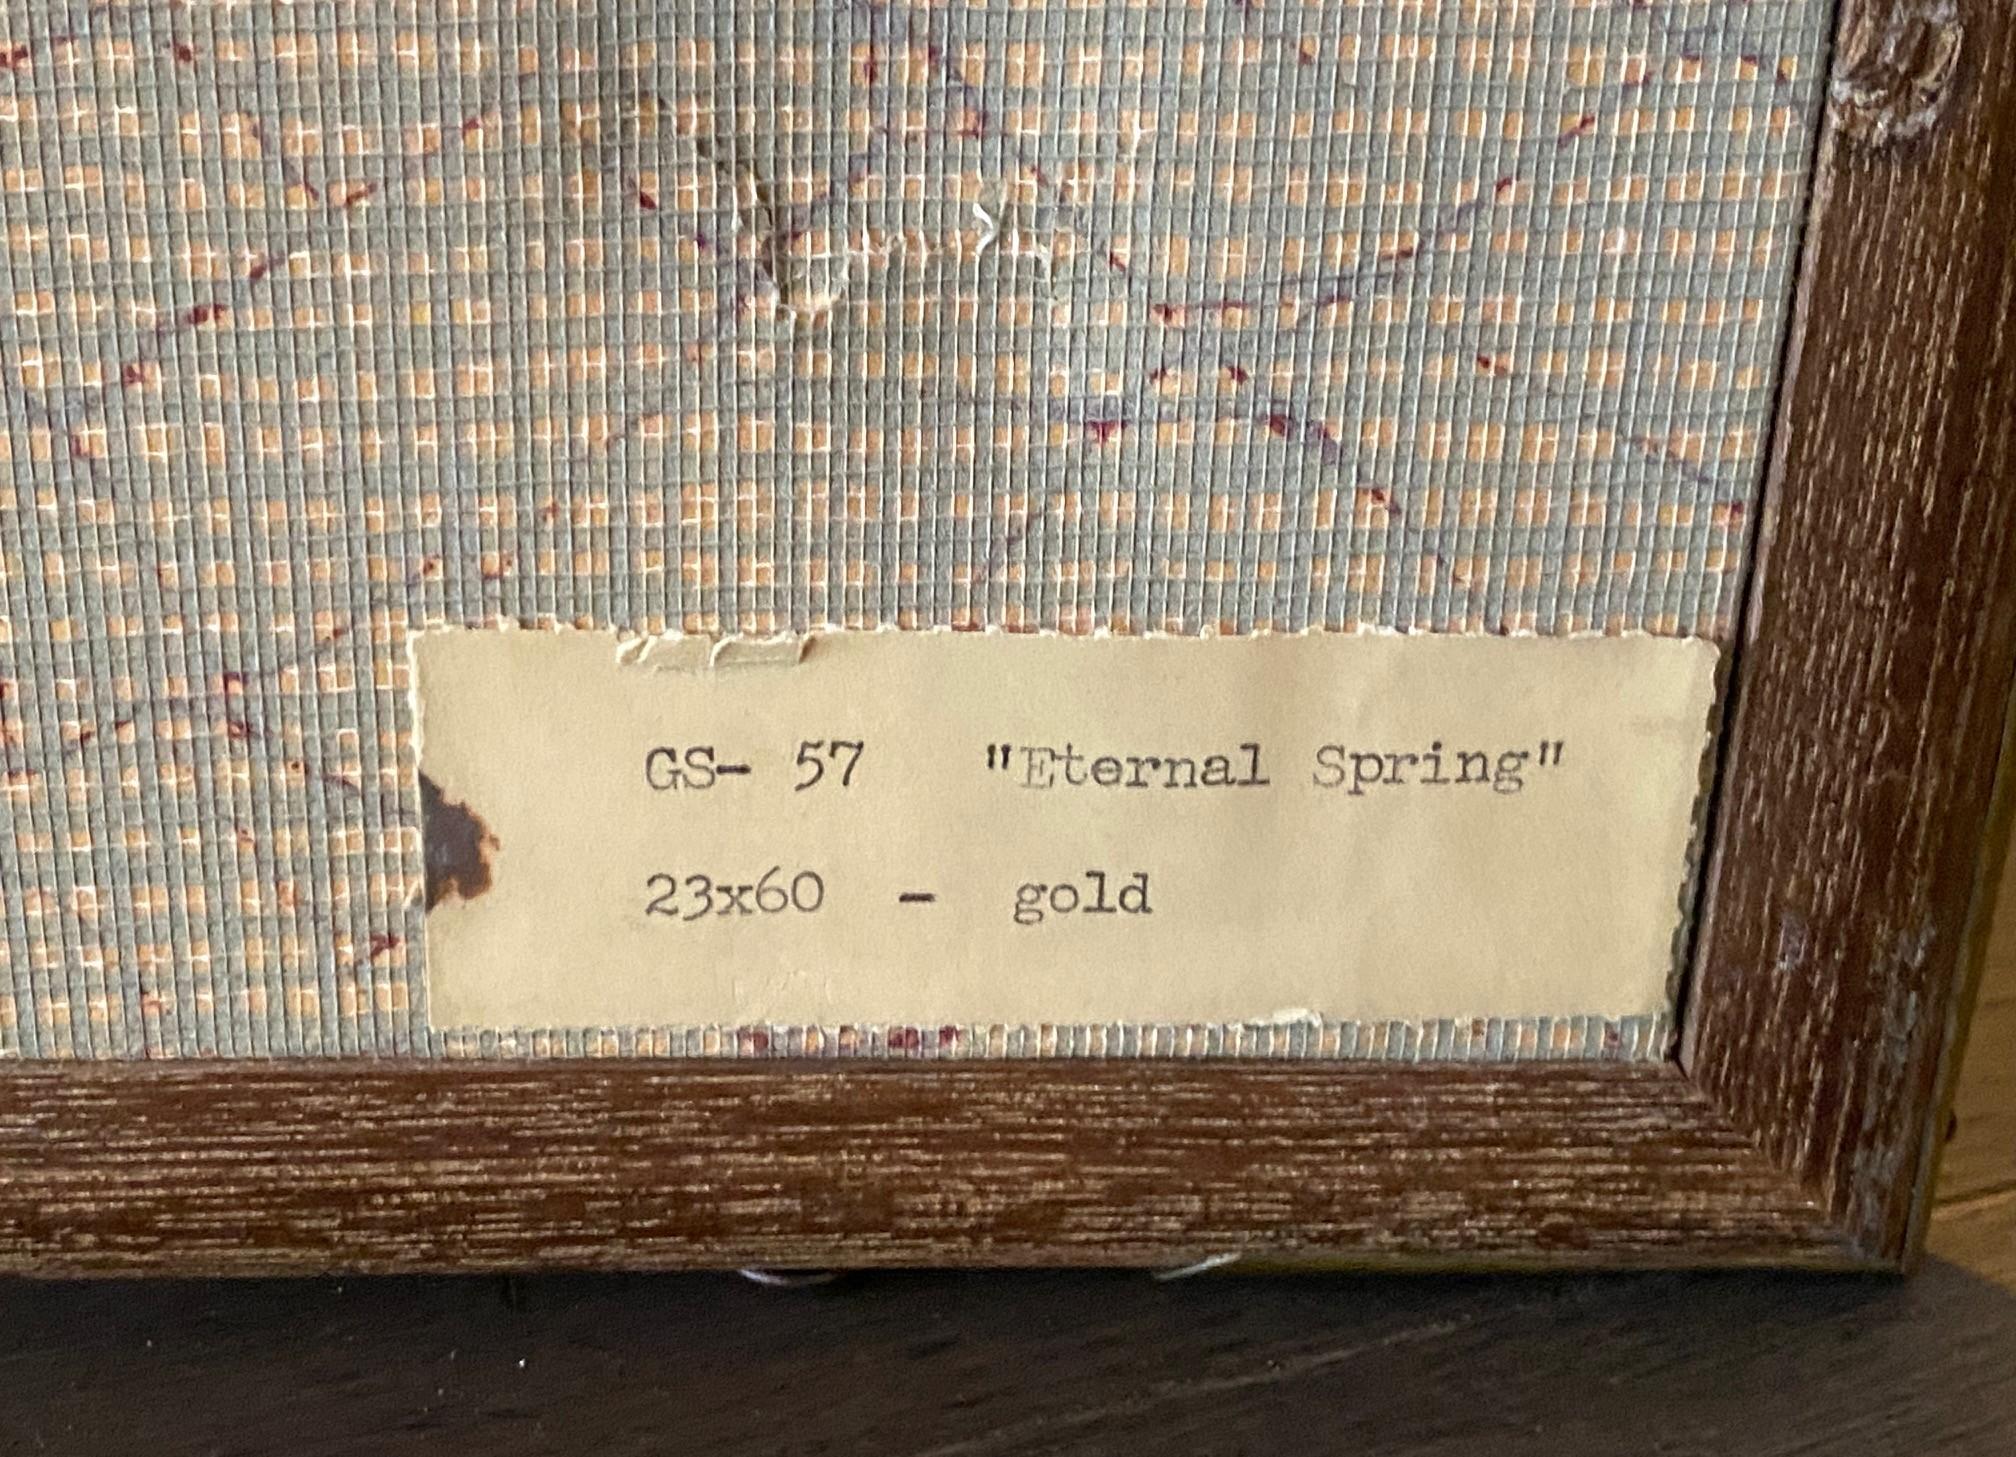 GS- 57 "Eternal Spring"
23x60 - gold